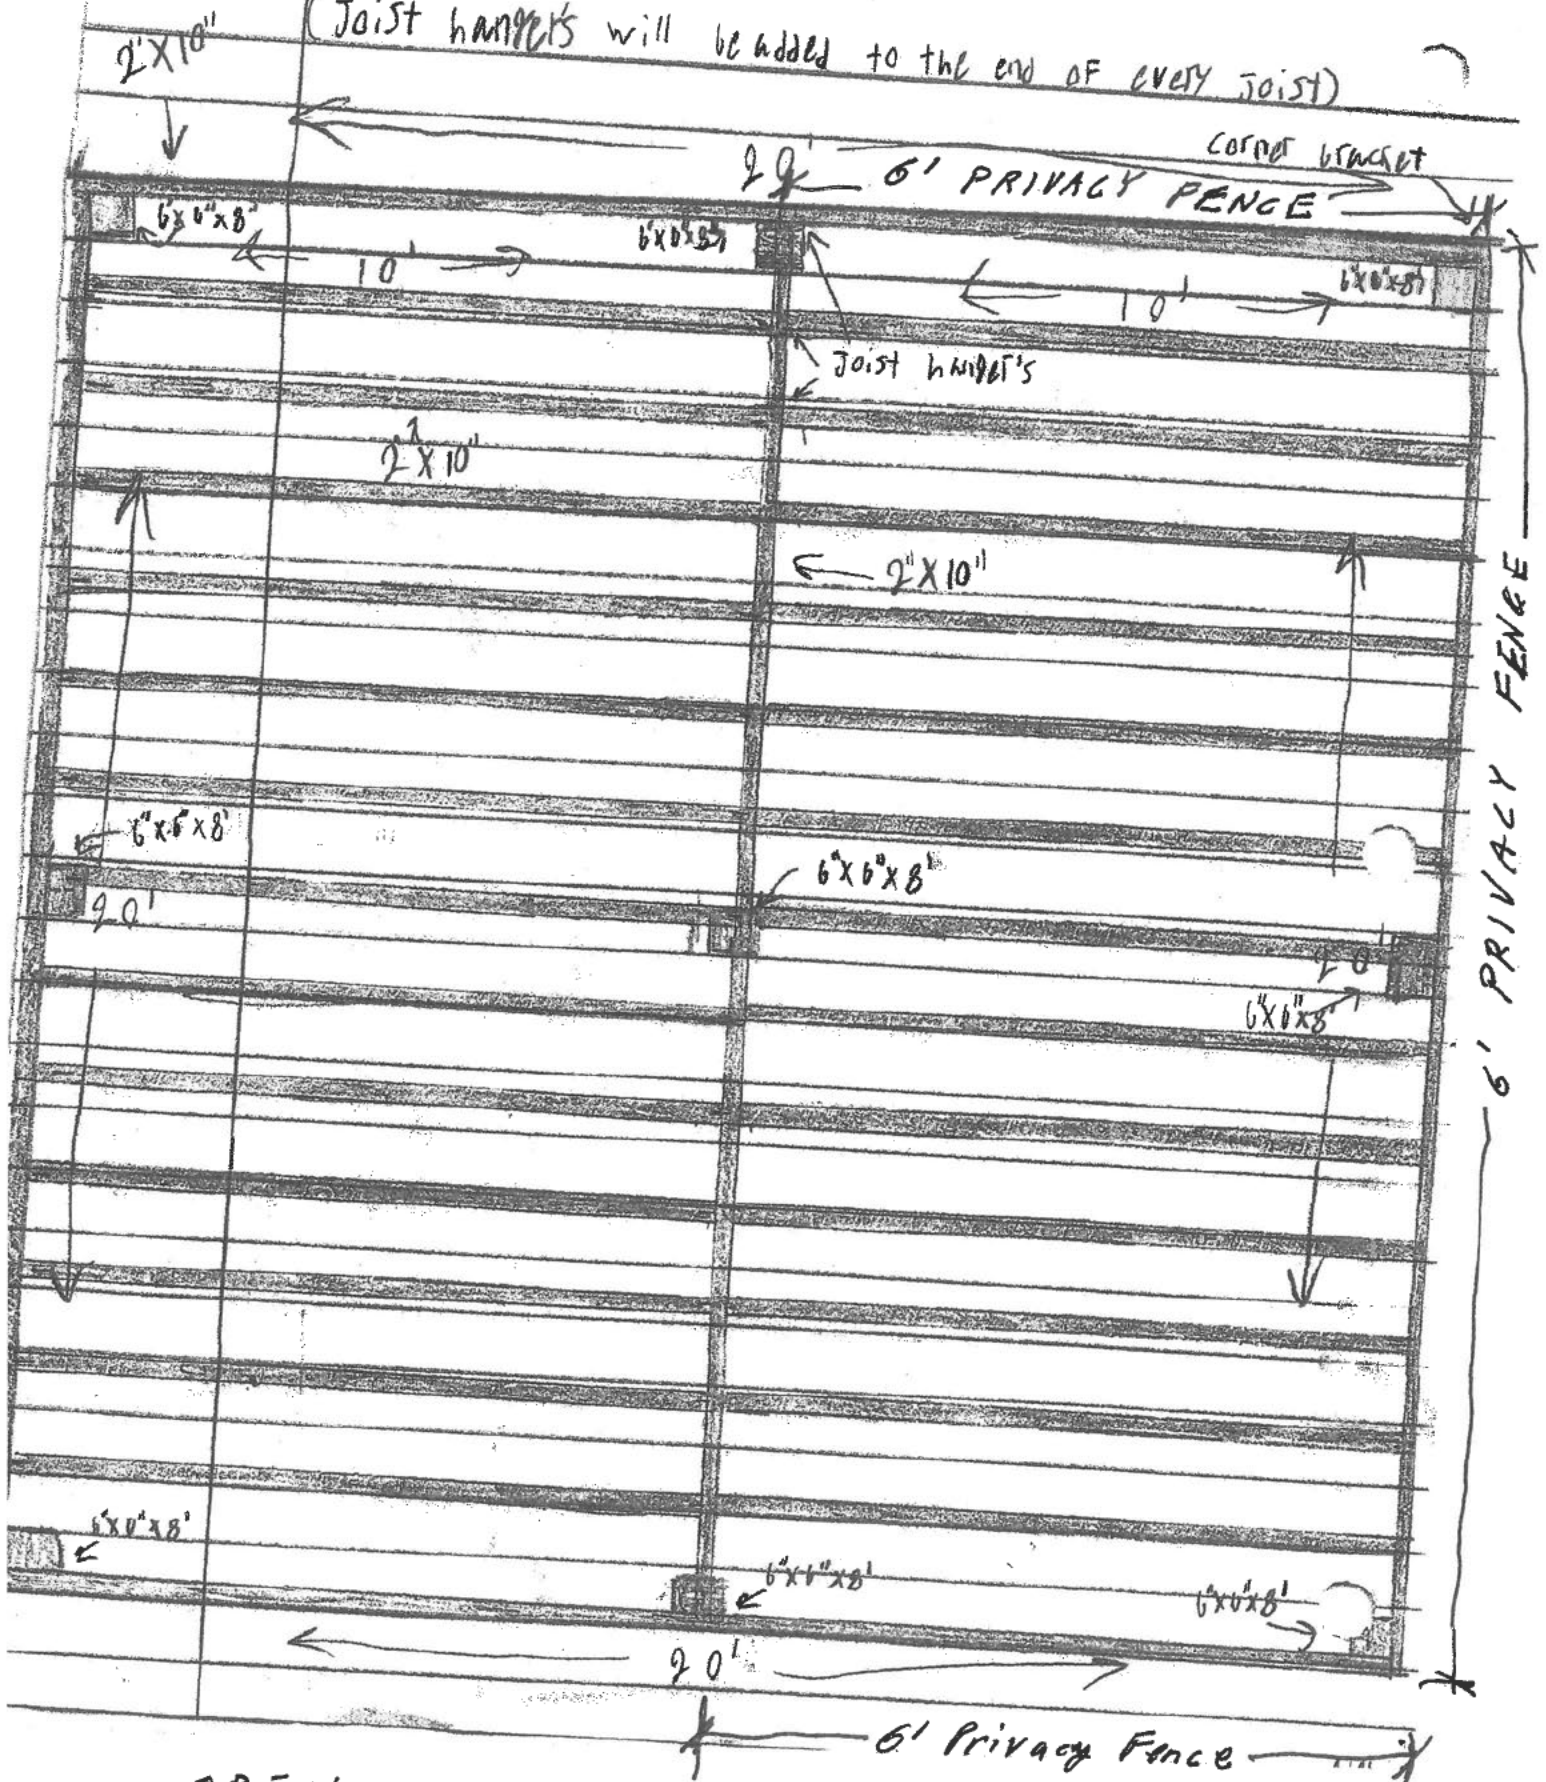 (Joist hanger's will be added to the end of every joist)
2"X10"
corner bracket
20'
6' PRIVACY FENCE
6"x6"x8'
6"x6"x8'
10'
10'
6"x6"x8'
Joist hanger's
2"X10"
2"X10"
6' PRIVACY FENCE
6"x6"x8'
6"x6"x8'
20'
20
6"x6"x8'
6"x6"x8'
6"x6"x8'
6"x6"x8'
20'
6' Privacy Fence